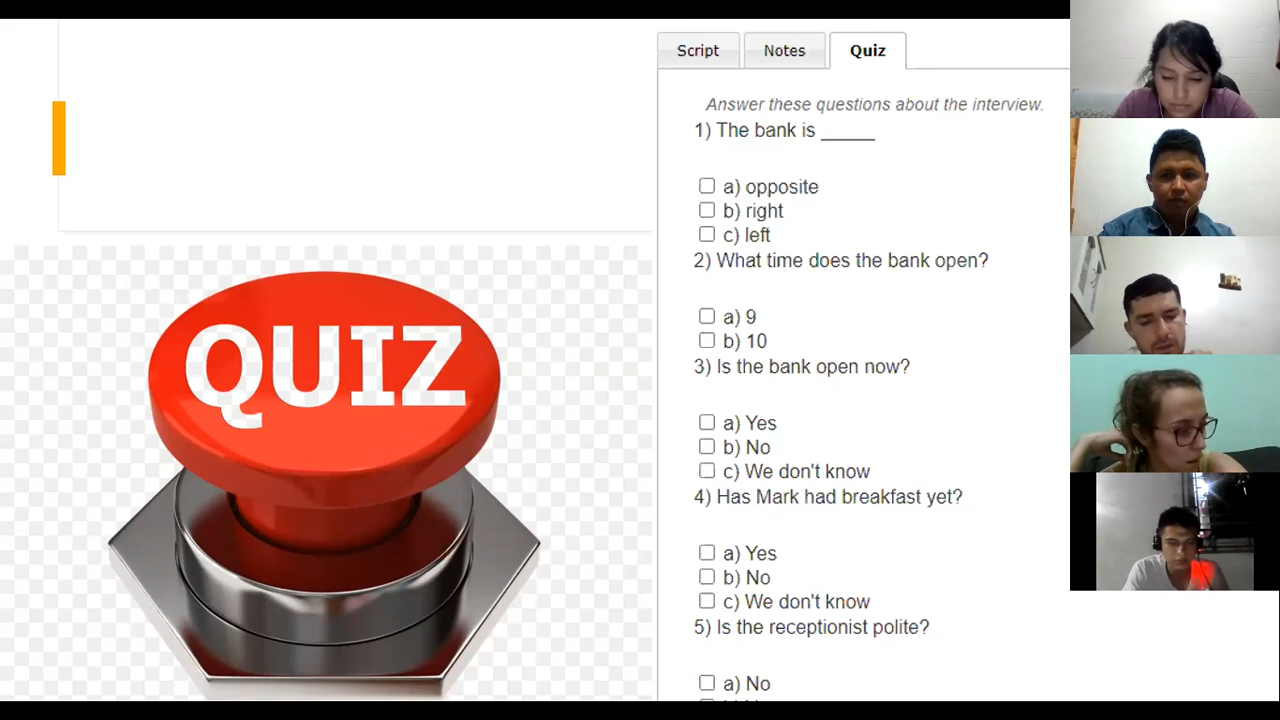 Script Notes Quiz
Answer these questions about the interview.
1) The bank is ______
a) opposite
b) right
c) left
2) What time does the bank open?
a) 9
b) 10
3) Is the bank open now?
a) Yes
b) No
c) We don't know
4) Has Mark had breakfast yet?
a) Yes
b) No
c) We don't know
5) Is the receptionist polite?
a) No
QUIZ